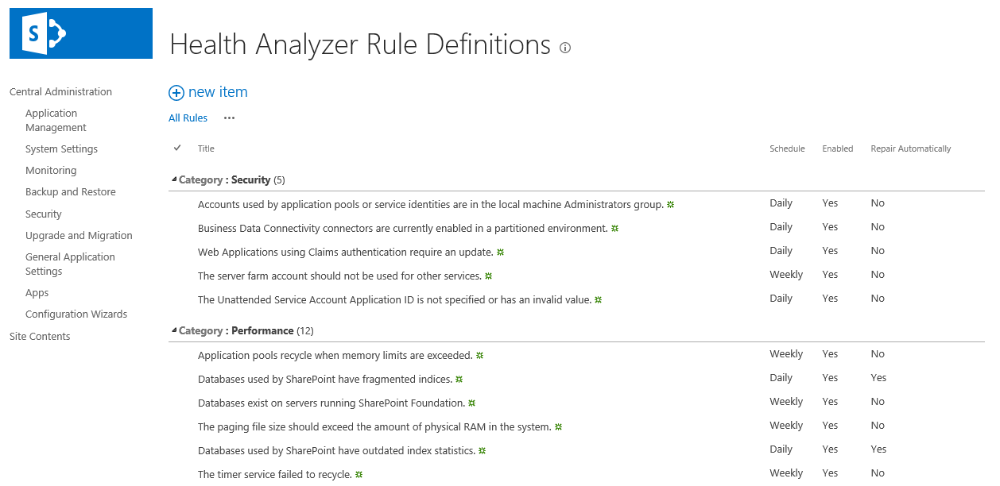 S
Health Analyzer Rule Definitions
Central Administration
Application
Management
System Settings
Monitoring
Backup and Restore
Security
Upgrade and Migration
General Application
Settings
Apps
Configuration Wizards
Site Contents
new item
All Rules •••
Title Schedule Enabled Repair Automatically
Category : Security (5)
Accounts used by application pools or service identities are in the local machine Administrators group. Daily Yes No
Business Data Connectivity connectors are currently enabled in a partitioned environment. Daily Yes No
Web Applications using Claims authentication require an update. Daily Yes No
The server farm account should not be used for other services. Weekly Yes No
The Unattended Service Account Application ID is not specified or has an invalid value. Daily Yes No
Category : Performance (12)
Application pools recycle when memory limits are exceeded. Weekly Yes No
Databases used by SharePoint have fragmented indices. Daily Yes Yes
Databases exist on servers running SharePoint Foundation. Weekly Yes No
The paging file size should exceed the amount of physical RAM in the system. Weekly Yes No
Databases used by SharePoint have outdated index statistics. Daily Yes Yes
The timer service failed to recycle. Weekly Yes No